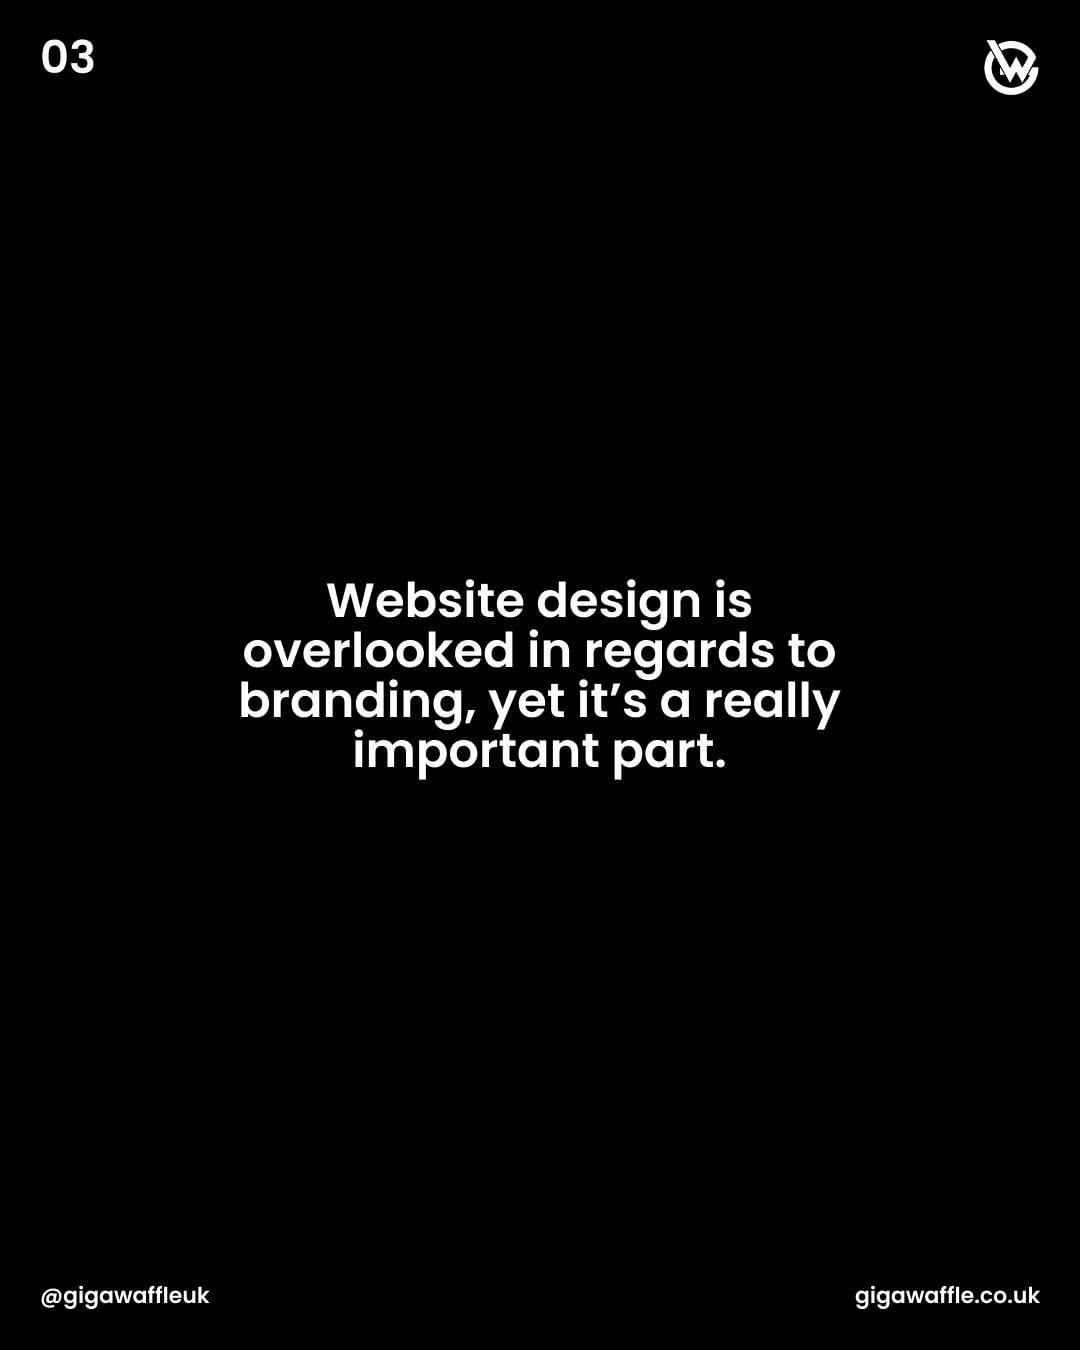 03
Website design is
overlooked in regards to
branding, yet it’s a really
important part.
@gigawaffleuk
gigawaffle.co.uk